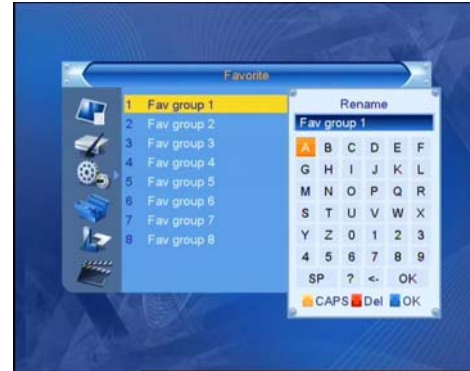 Favorite
1 Fav group 1
2 Fav group 2
3 Fav group 3
4 Fav group 4
5 Fav group 5
6 Fav group 6
7 Fav group 7
8 Fav group 8
Rename
Fav group 1
A B C D E F
G H I J K L
M N O P Q R
S T U V W X
Y Z 0 1 2 3
4 5 6 7 8 9
SP ? <- OK
CAPS Del OK